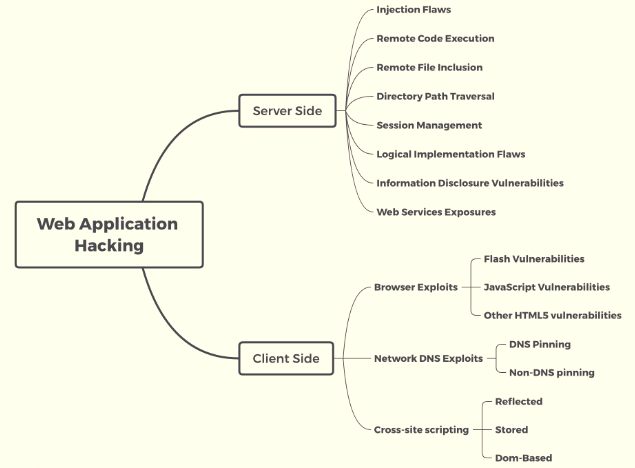 Web Application
Hacking
Server Side
Injection Flaws
Remote Code Execution
Remote File Inclusion
Directory Path Traversal
Session Management
Logical Implementation Flaws
Information Disclosure Vulnerabilities
Web Services Exposures
Client Side
Browser Exploits
Flash Vulnerabilities
JavaScript Vulnerabilities
Other HTML5 vulnerabilities
Network DNS Exploits
DNS Pinning
Non-DNS pinning
Cross-site scripting
Reflected
Stored
Dom-Based